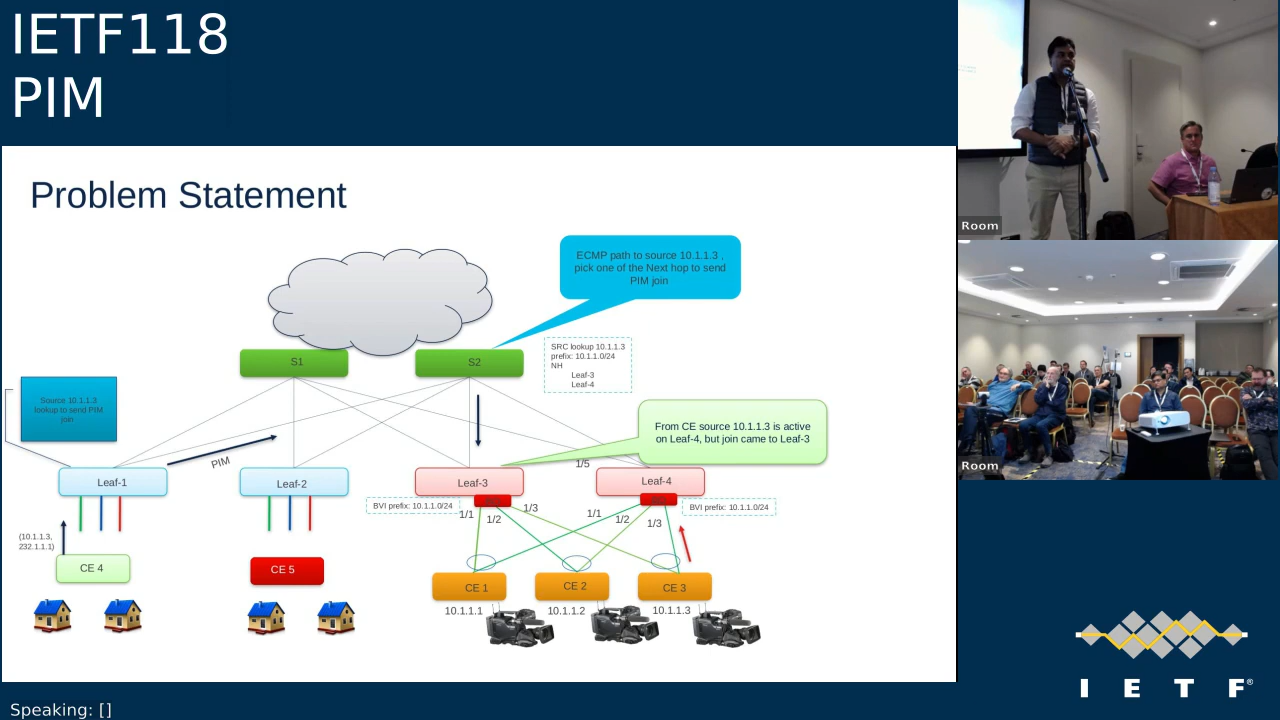 IETF118
PIM
Problem Statement
ECMP path to source 10.1.1.3 ,
pick one of the Next hop to send
PIM join
S1
S2
SRC lookup 10.1.1.3
prefix: 10.1.1.0/24
NH
Leaf-3
Leaf-4
Source 10.1.1.3
lookup to send PIM
join
From CE source 10.1.1.3 is active
on Leaf-4, but join came to Leaf-3
PIM
1/5
Leaf-1
Leaf-2
Leaf-3
Leaf-4
BVI prefix: 10.1.1.0/24
BVI prefix: 10.1.1.0/24
1/1
1/2
1/3
1/1
1/2
1/3
(10.1.1.3,
232.1.1.1)
CE 4
CE 5
CE 1
CE 2
CE 3
10.1.1.1
10.1.1.2
10.1.1.3
Room
Room
I E T F®
Speaking: []